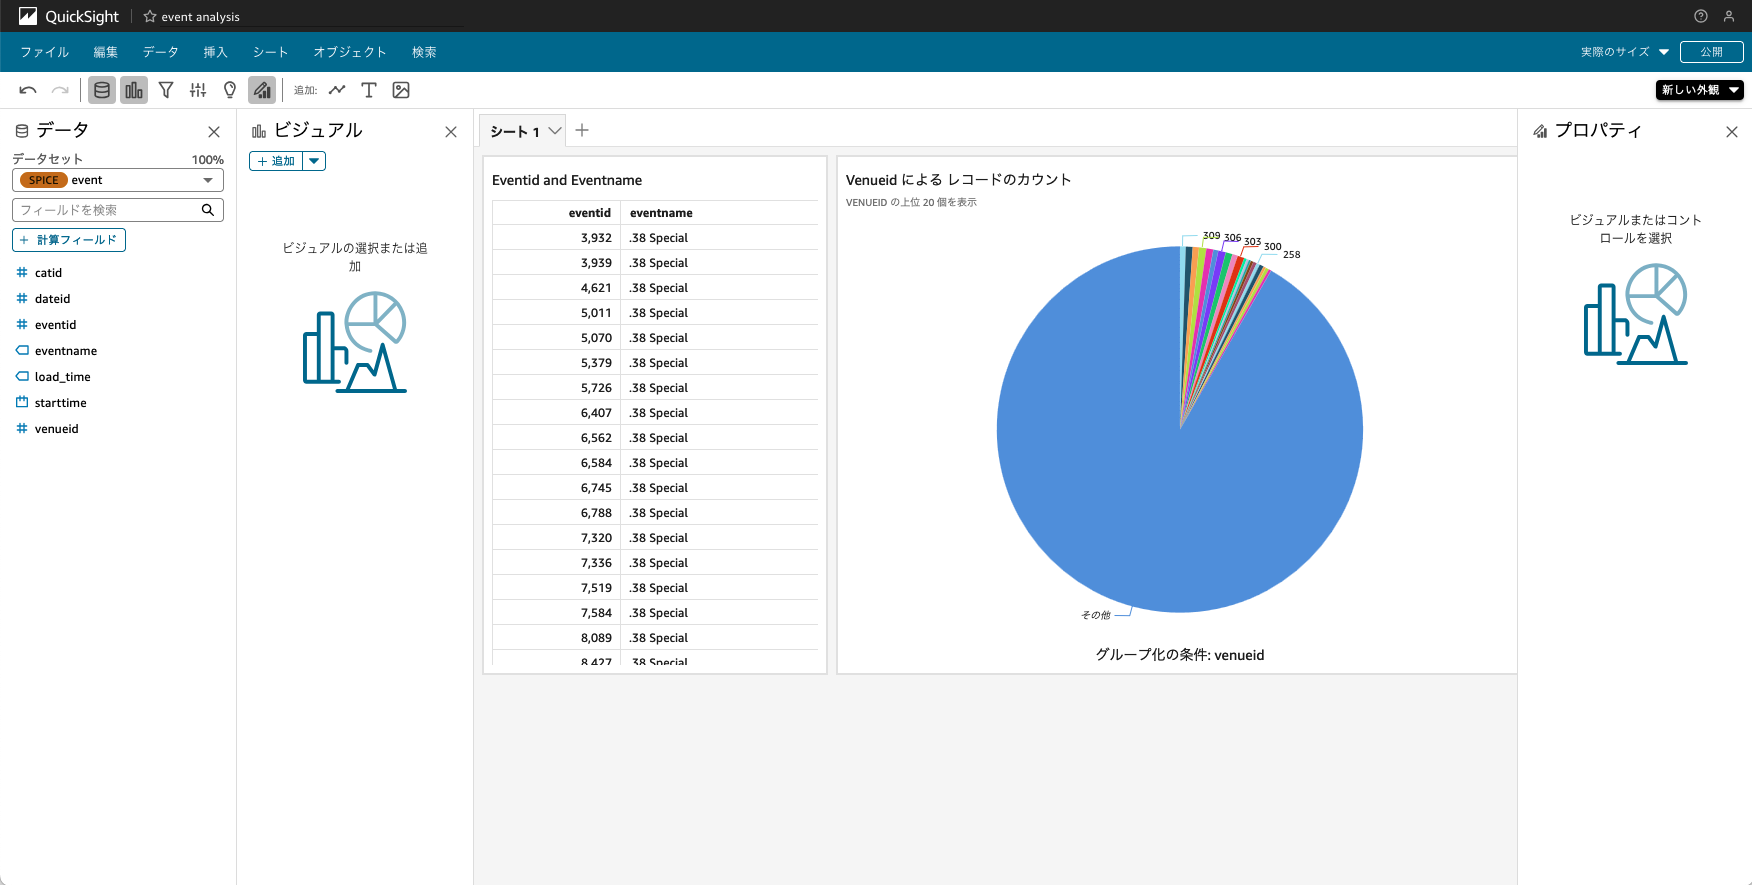 QuickSight
event analysis
ファイル 編集 データ 挿入 シート オブジェクト 検索
実際のサイズ
公開
追加:
新しい外観
データ
データセット 100%
SPICE event
フィールドを検索
計算フィールド
catid
dateid
eventid
eventname
load_time
starttime
venueid
ビジュアル
追加
ビジュアルの選択または追
加
シート 1
Eventid and Eventname
eventid eventname
3,932 .38 Special
3,939 .38 Special
4,621 .38 Special
5,011 .38 Special
5,070 .38 Special
5,379 .38 Special
5,726 .38 Special
6,407 .38 Special
6,562 .38 Special
6,584 .38 Special
6,745 .38 Special
6,788 .38 Special
7,320 .38 Special
7,336 .38 Special
7,519 .38 Special
7,584 .38 Special
8,089 .38 Special
8,427 .38 Special
Venueid による レコードのカウント
VENUEID の上位 20 個を表示
309
306
303
300
258
その他
グループ化の条件: venueid
プロパティ
ビジュアルまたはコント
ロールを選択